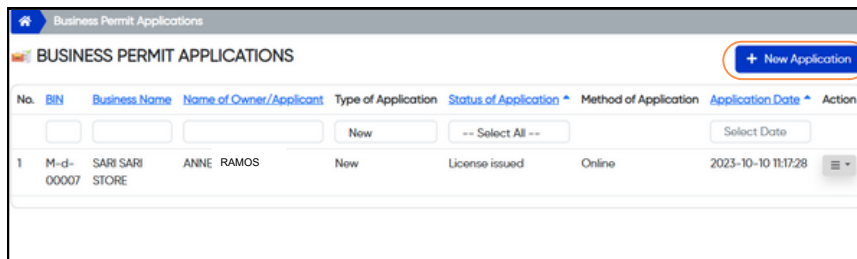 Business Permit Applications
BUSINESS PERMIT APPLICATIONS
+ New Application
No. BIN Business Name Name of Owner/Applicant Type of Application Status of Application Method of Application Application Date Action
New -- Select All -- Select Date
1 M-d- SARI SARI ANNE RAMOS New License issued Online 2023-10-10 11:17:28
00007 STORE